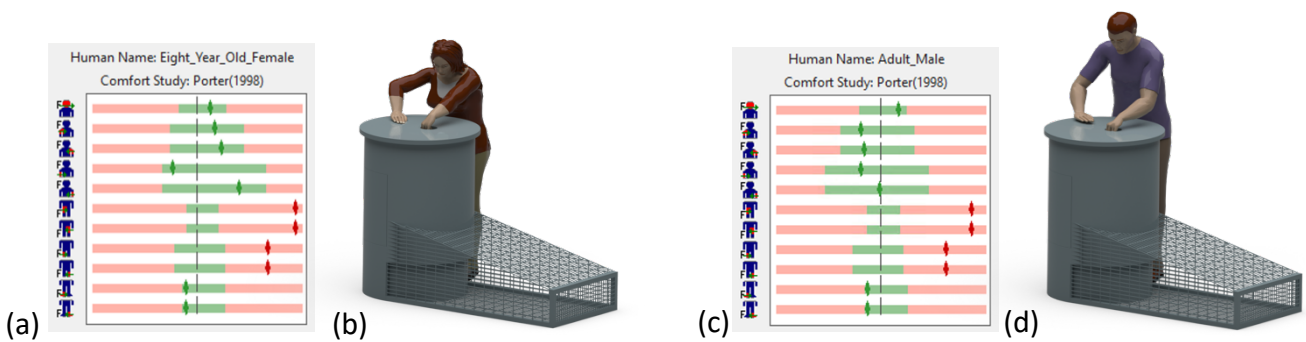 Human Name: Eight_Year_Old_Female
Comfort Study: Porter(1998)
F
F
F
F
F
F
F
F
F
F
F
(a)
(b)
Human Name: Adult_Male
Comfort Study: Porter(1998)
F
F
F
F
F
F
F
F
F
F
F
(c)
(d)